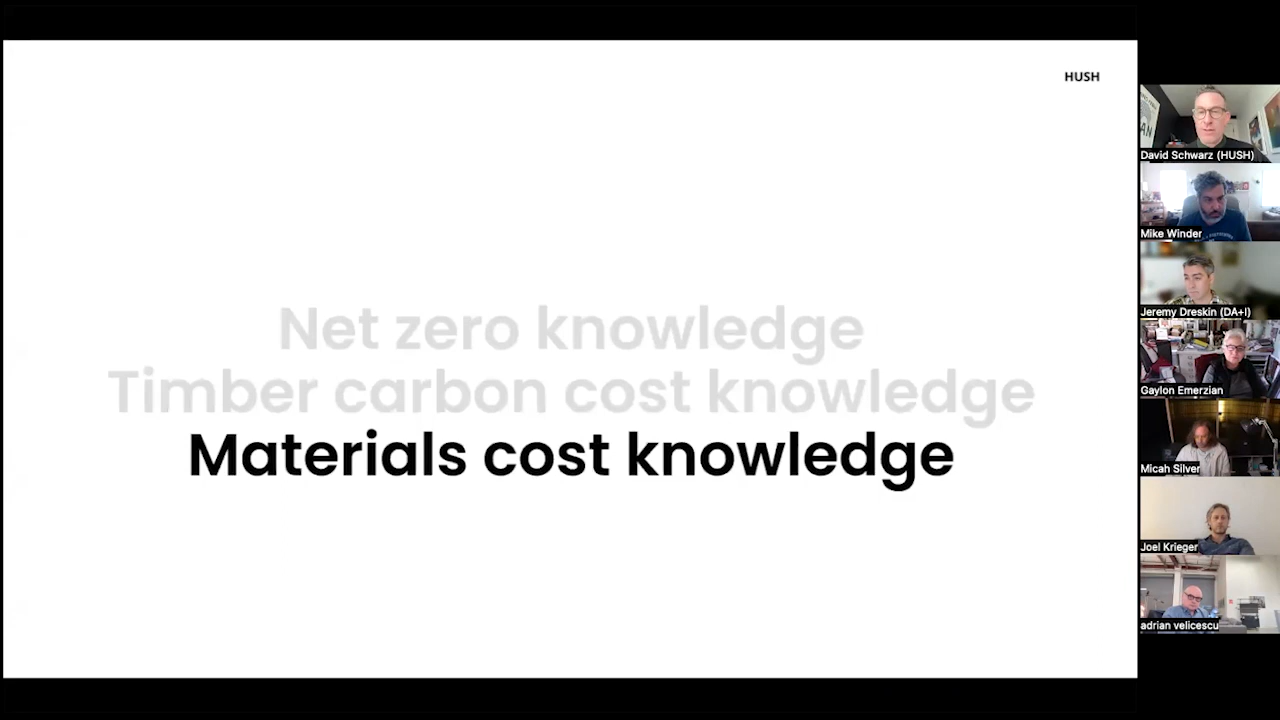 HUSH
Net zero knowledge
Timber carbon cost knowledge
Materials cost knowledge
AN
David Schwarz (HUSH)
Mike Winder
Jeremy Dreskin (DA+I)
Gaylon Emerzian
Micah Silver
Joel Krieger
adrian velicescu